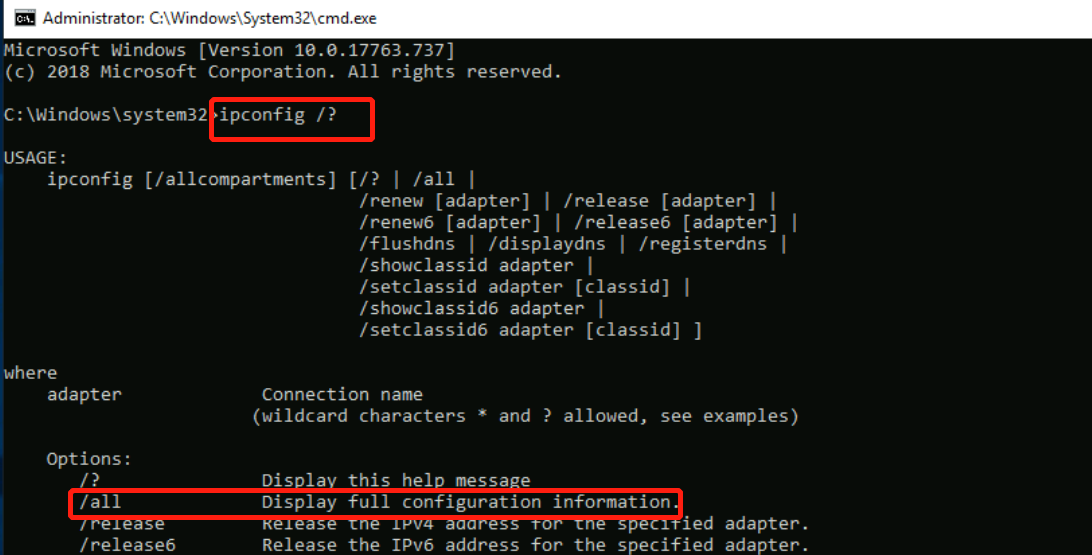 Administrator: C:\Windows\System32\cmd.exe
Microsoft Windows [Version 10.0.17763.737]
(c) 2018 Microsoft Corporation. All rights reserved.
C:\Windows\system32>ipconfig /?
USAGE:
ipconfig [/allcompartments] [/? | /all |
/renew [adapter] | /release [adapter] |
/renew6 [adapter] | /release6 [adapter] |
/flushdns | /displaydns | /registerdns |
/showclassid adapter |
/setclassid adapter [classid] |
/showclassid6 adapter |
/setclassid6 adapter [classid] ]
where
adapter Connection name
(wildcard characters * and ? allowed, see examples)
Options:
/? Display this help message
/all Display full configuration information.
/release Release the IPv4 address for the specified adapter.
/release6 Release the IPv6 address for the specified adapter.